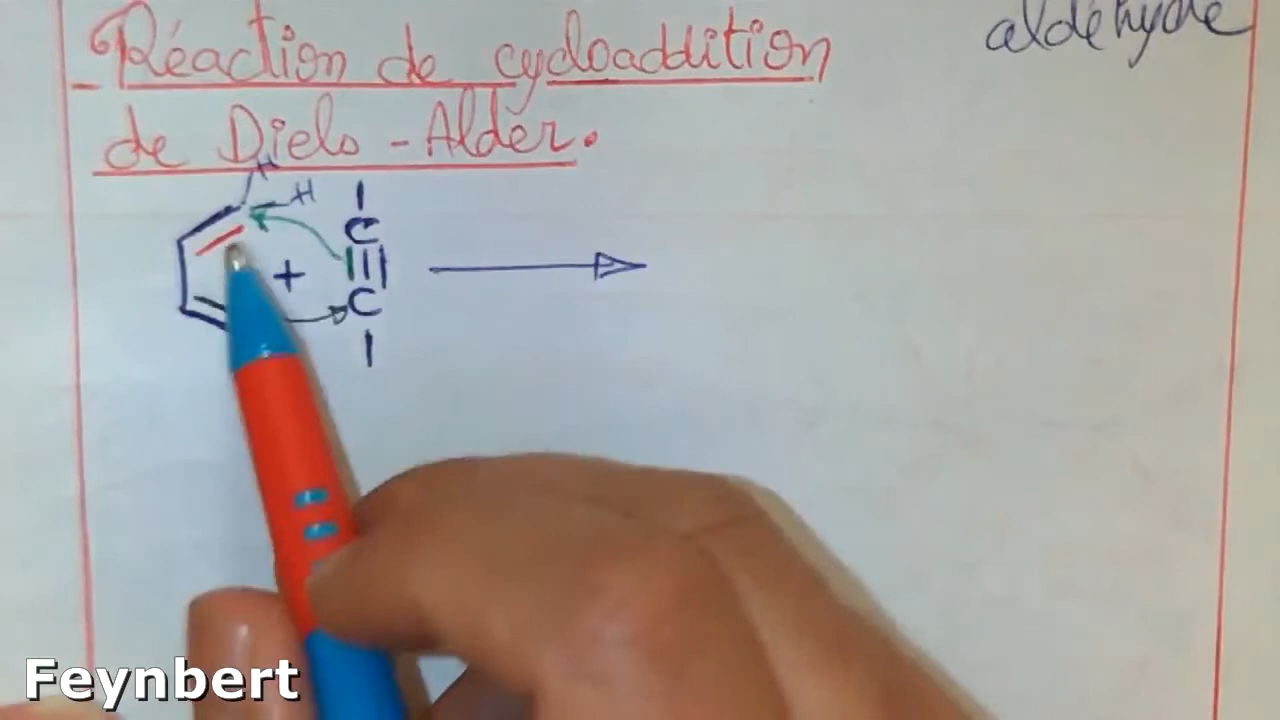 Réaction de cycloaddition
aldéhyde
de Diels - Alder.
H
H
C
+
C
Feynbert